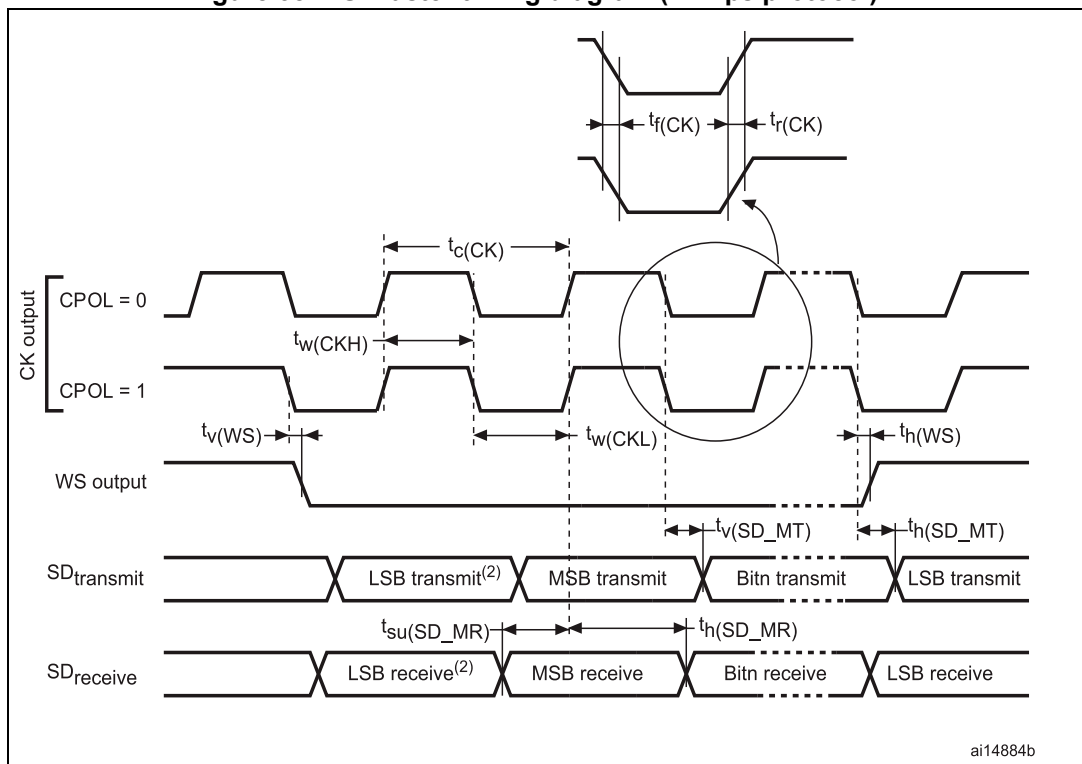 tf(CK)
tr(CK)
tc(CK)
CK output
CPOL = 0
tw(CKH)
CPOL = 1
tv(WS)
tw(CKL)
th(WS)
WS output
tv(SD_MT)
th(SD_MT)
SDtransmit
LSB transmit(2)
MSB transmit
Bitn transmit
LSB transmit
tsu(SD_MR)
th(SD_MR)
SDreceive
LSB receive(2)
MSB receive
Bitn receive
LSB receive
ai14884b